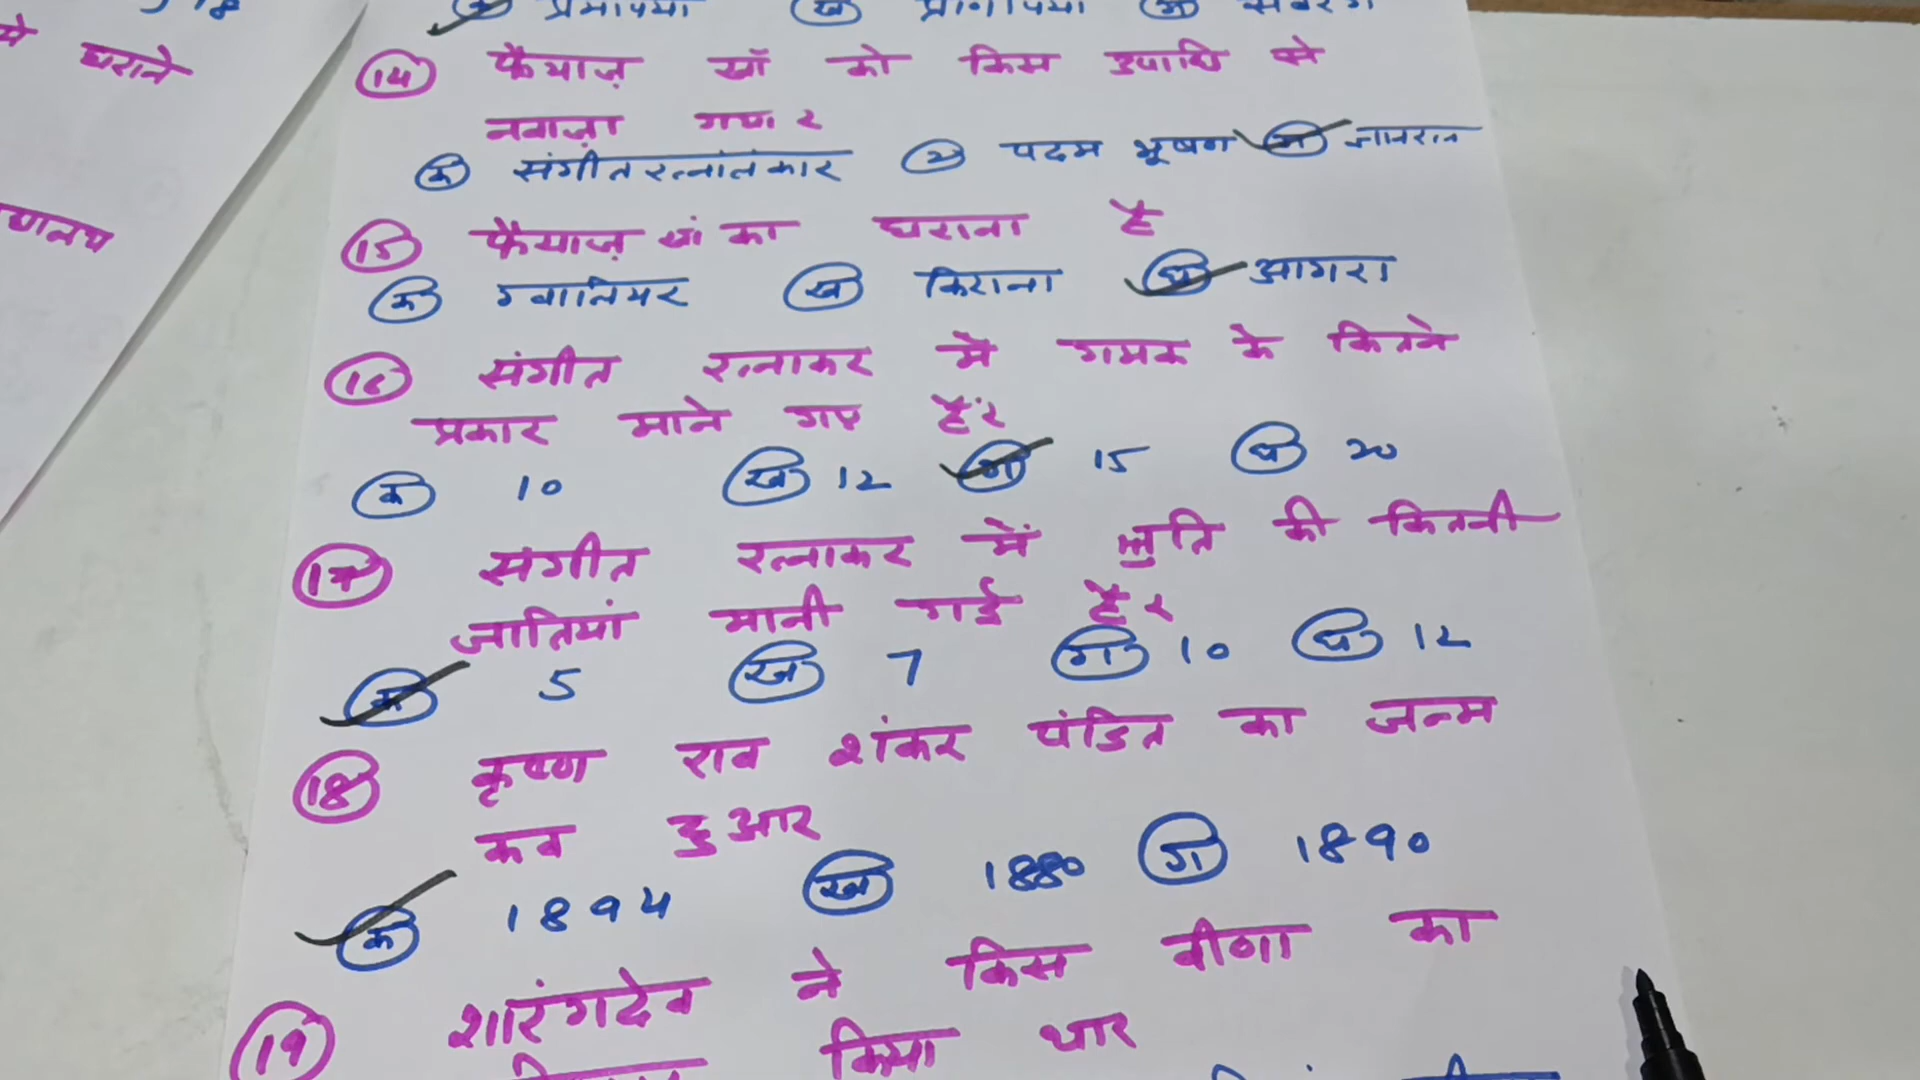 में घराने
14 फैयाज़ खाँ को किस उपाधि से
नवाज़ा गया?
क संगीत रत्नालंकार ख पदम भूषण ग ज्ञानरत्न
15 फैयाज़ खां का घराना है
क ग्वालियर ख किराना घ आगरा
16 संगीत रत्नाकर में गमक के कितने
प्रकार माने गए हैं?
क 10 ख 12 ग 15 घ 20
17 संगीत रत्नाकर में श्रुति की कितनी
जातियां मानी गई हैं?
क 5 ख 7 ग 10 घ 12
18 कृष्ण राव शंकर पंडित का जन्म
कब हुआ?
क 1894 ख 1880 ग 1890
19 शारंगदेव ने किस वीणा का
किया था?